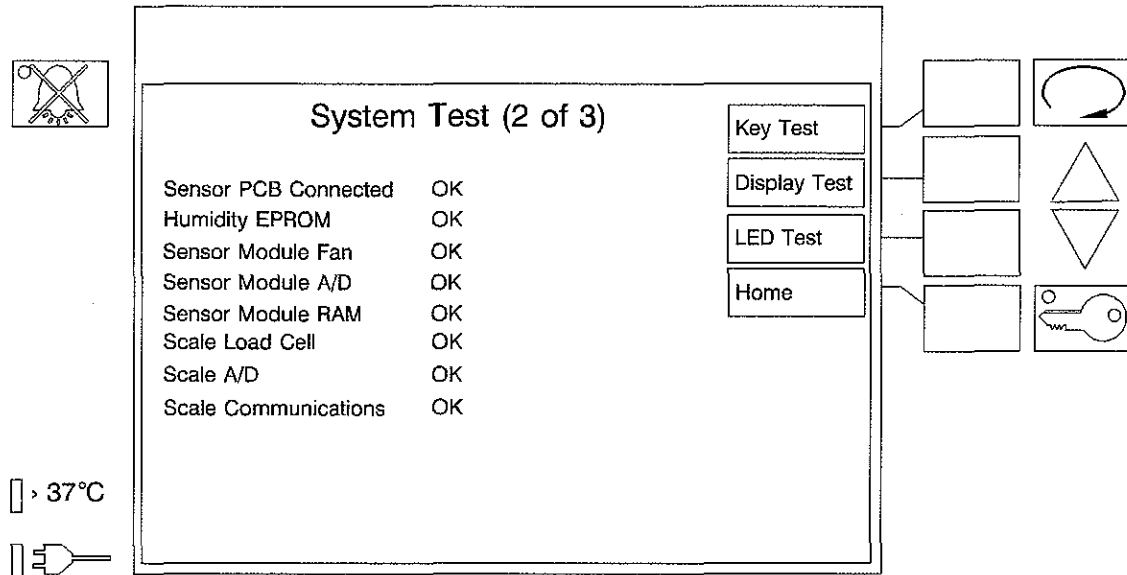 System Test (2 of 3)
Sensor PCB Connected OK
Humidity EPROM OK
Sensor Module Fan OK
Sensor Module A/D OK
Sensor Module RAM OK
Scale Load Cell OK
Scale A/D OK
Scale Communications OK
Key Test
Display Test
LED Test
Home
> 37°C